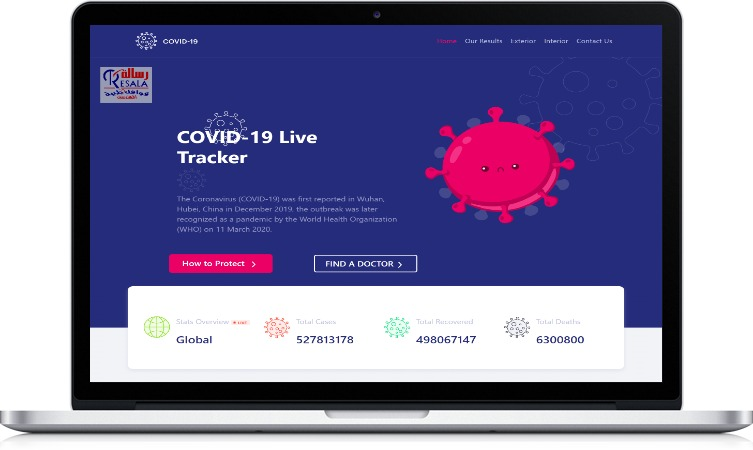 COVID-19
Home Our Results Exterior Interior Contact Us
رسالة
RESALA
COVID-19 Live
Tracker
The Coronavirus (COVID-19) was first reported in Wuhan,
Hubei, China in December 2019, the outbreak was later
recognized as a pandemic by the World Health Organization
(WHO) on 11 March 2020.
How to Protect
FIND A DOCTOR
Stats Overview LIVE
Global
Total Cases
527813178
Total Recovered
498067147
Total Deaths
6300800